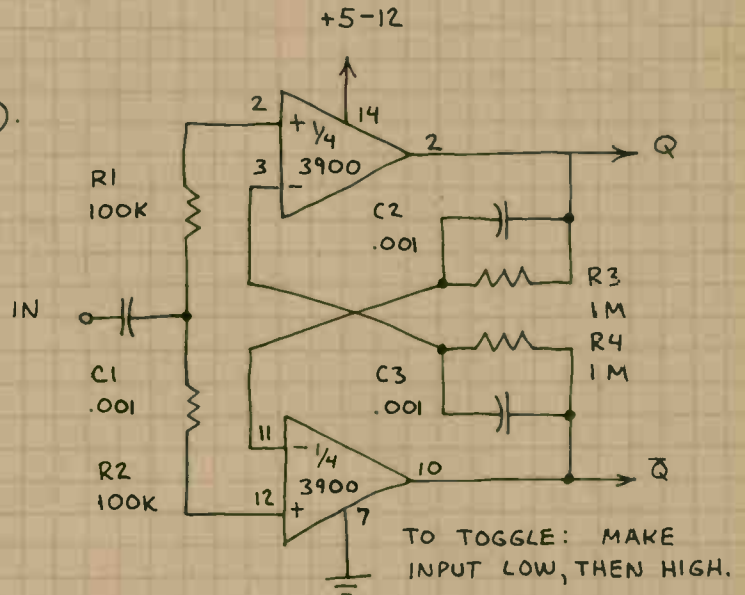 +5-12
).
2
+
14
1/4
3900
2
Q
3
-
R1
100K
C2
.001
R3
1M
IN
R4
1M
C1
.001
C3
.001
11
-
1/4
3900
10
Q̅
R2
100K
12
+
7
TO TOGGLE: MAKE
INPUT LOW, THEN HIGH.